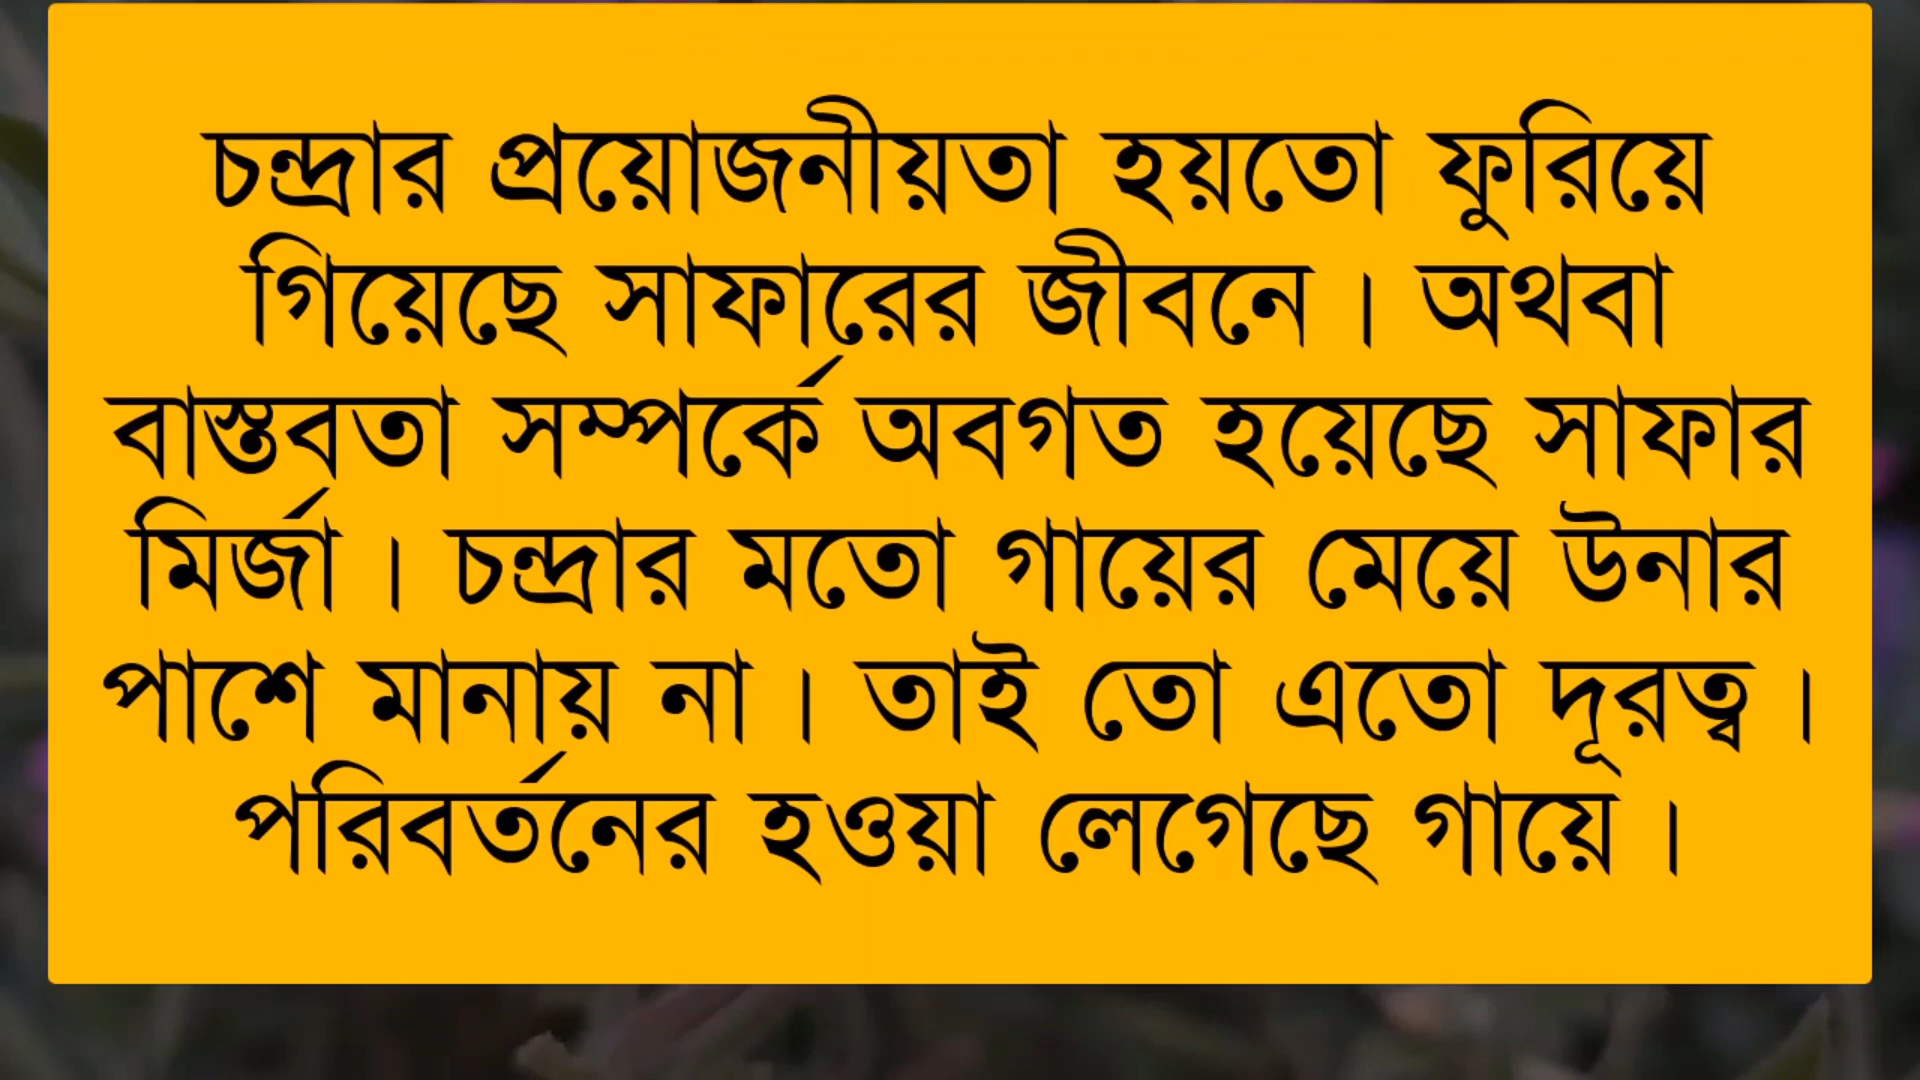 চন্দ্রার প্রয়োজনীয়তা হয়তো ফুরিয়ে
গিয়েছে সাফারের জীবনে। অথবা
বাস্তবতা সম্পর্কে অবগত হয়েছে সাফার
মির্জা। চন্দ্রার মতো গায়ের মেয়ে উনার
পাশে মানায় না। তাই তো এতো দূরত্ব।
পরিবর্তনের হওয়া লেগেছে গায়ে।